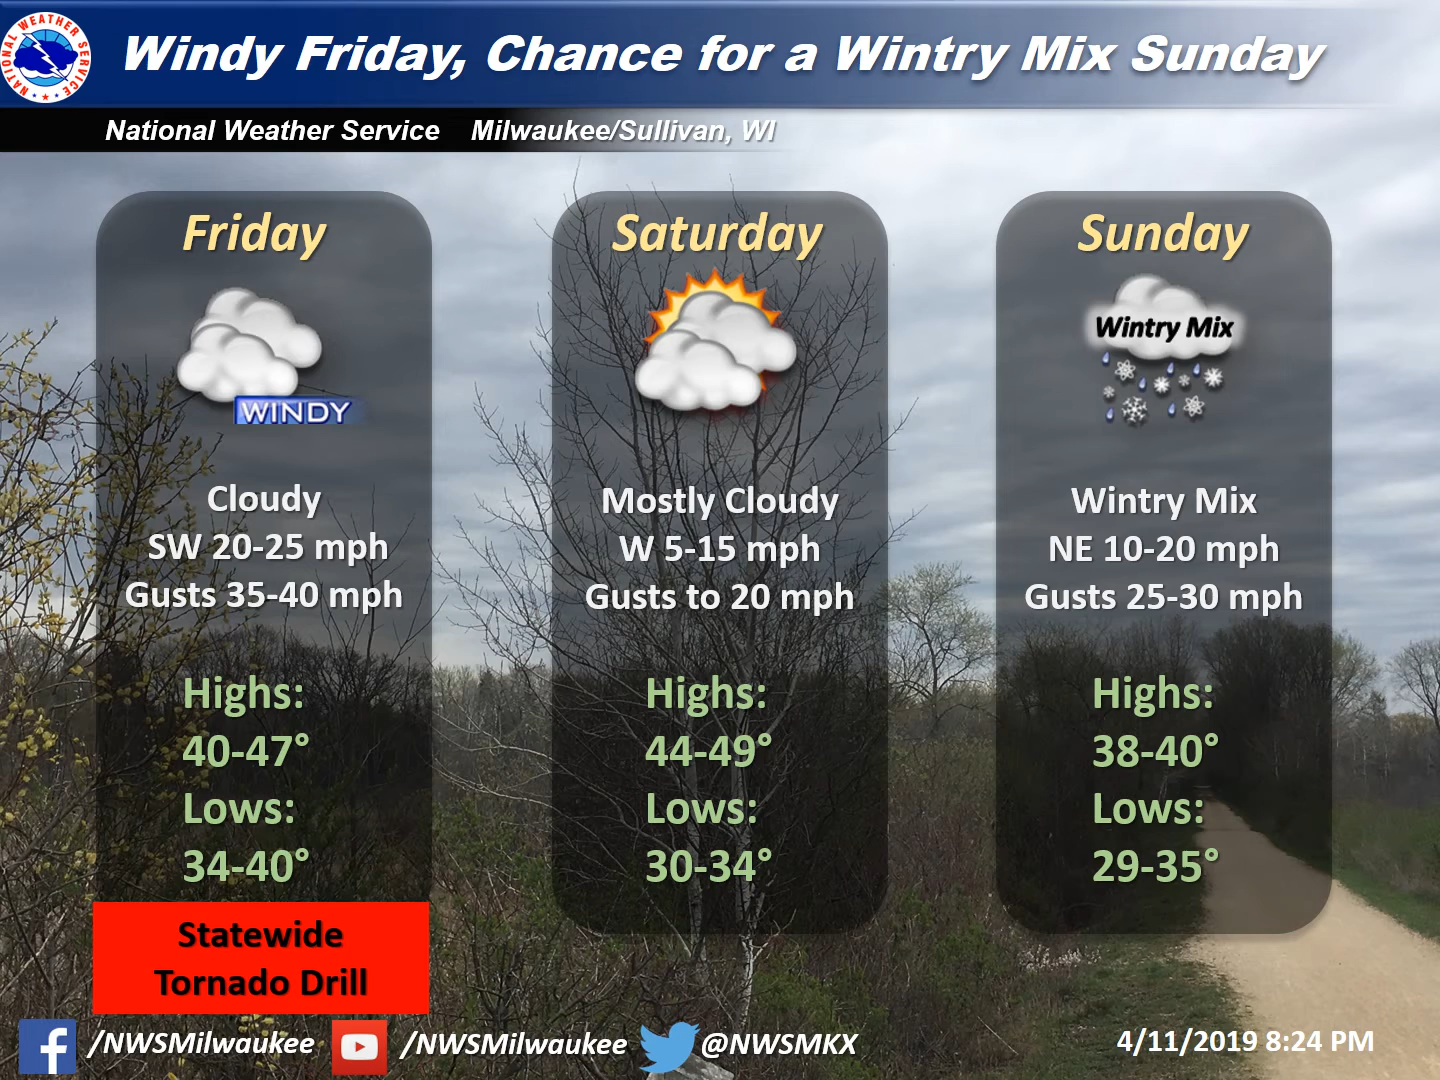 NATIONAL WEATHER SERVICE
Windy Friday, Chance for a Wintry Mix Sunday
National Weather Service Milwaukee/Sullivan, WI
Friday
WINDY
Cloudy
SW 20-25 mph
Gusts 35-40 mph
Highs:
40-47°
Lows:
34-40°
Statewide
Tornado Drill
Saturday
Mostly Cloudy
W 5-15 mph
Gusts to 20 mph
Highs:
44-49°
Lows:
30-34°
Sunday
Wintry Mix
Wintry Mix
NE 10-20 mph
Gusts 25-30 mph
Highs:
38-40°
Lows:
29-35°
f /NWSMilwaukee /NWSMilwaukee @NWSMKX
4/11/2019 8:24 PM